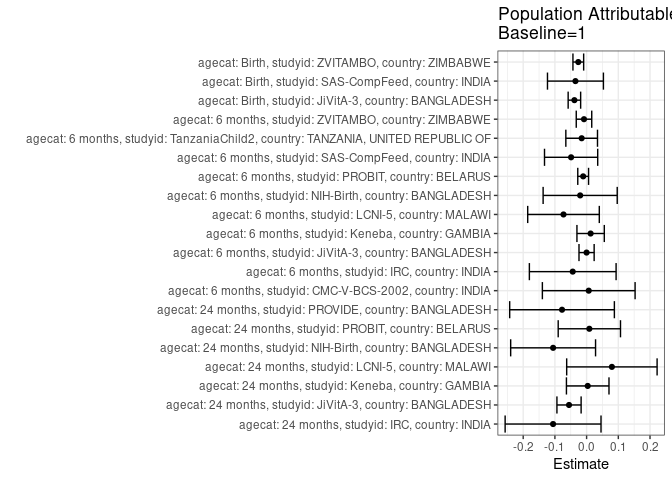 Population Attributable
Baseline=1
agecat: Birth, studyid: ZVITAMBO, country: ZIMBABWE
agecat: Birth, studyid: SAS-CompFeed, country: INDIA
agecat: Birth, studyid: JiVitA-3, country: BANGLADESH
agecat: 6 months, studyid: ZVITAMBO, country: ZIMBABWE
agecat: 6 months, studyid: TanzaniaChild2, country: TANZANIA, UNITED REPUBLIC OF
agecat: 6 months, studyid: SAS-CompFeed, country: INDIA
agecat: 6 months, studyid: PROBIT, country: BELARUS
agecat: 6 months, studyid: NIH-Birth, country: BANGLADESH
agecat: 6 months, studyid: LCNI-5, country: MALAWI
agecat: 6 months, studyid: Keneba, country: GAMBIA
agecat: 6 months, studyid: JiVitA-3, country: BANGLADESH
agecat: 6 months, studyid: IRC, country: INDIA
agecat: 6 months, studyid: CMC-V-BCS-2002, country: INDIA
agecat: 24 months, studyid: PROVIDE, country: BANGLADESH
agecat: 24 months, studyid: PROBIT, country: BELARUS
agecat: 24 months, studyid: NIH-Birth, country: BANGLADESH
agecat: 24 months, studyid: LCNI-5, country: MALAWI
agecat: 24 months, studyid: Keneba, country: GAMBIA
agecat: 24 months, studyid: JiVitA-3, country: BANGLADESH
agecat: 24 months, studyid: IRC, country: INDIA
-0.2 -0.1 0.0 0.1 0.2
Estimate